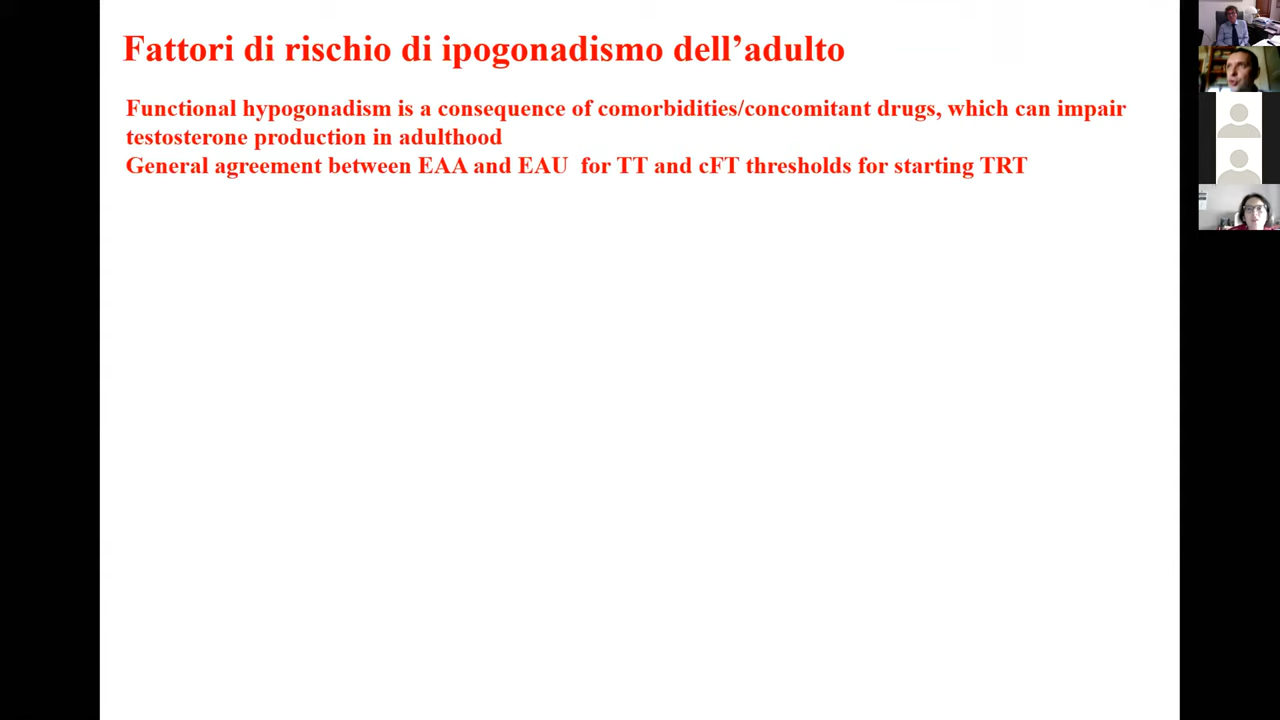 Fattori di rischio di ipogonadismo dell’adulto
Functional hypogonadism is a consequence of comorbidities/concomitant drugs, which can impair
testosterone production in adulthood
General agreement between EAA and EAU for TT and cFT thresholds for starting TRT